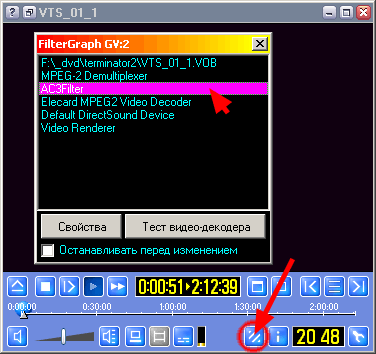 VTS_01_1
FilterGraph GV:2
F:\_dvd\terminator2\VTS_01_1.VOB
MPEG-2 Demultiplexer
AC3Filter
Elecard MPEG2 Video Decoder
Default DirectSound Device
Video Renderer
Свойства Тест видео-декодера
Останавливать перед изменением
0:00:51 2:12:39
0:00:00 0:30:00 1:00:00 1:30:00 2:00:00
20 48